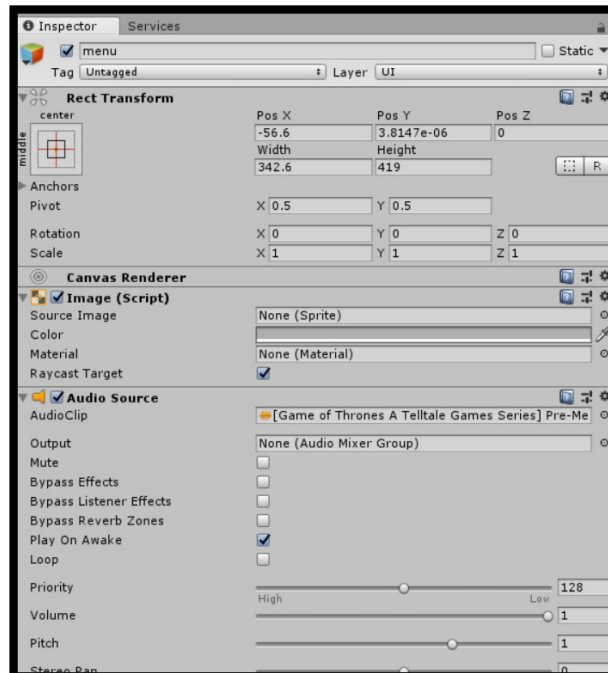 Inspector Services
menu Static
Tag Untagged Layer UI
Rect Transform
center Pos X Pos Y Pos Z
middle -56.6 3.8147e-06 0
Width Height
342.6 419 R
Anchors
Pivot X 0.5 Y 0.5
Rotation X 0 Y 0 Z 0
Scale X 1 Y 1 Z 1
Canvas Renderer
Image (Script)
Source Image None (Sprite)
Color
Material None (Material)
Raycast Target
Audio Source
AudioClip [Game of Thrones A Telltale Games Series] Pre-Me
Output None (Audio Mixer Group)
Mute
Bypass Effects
Bypass Listener Effects
Bypass Reverb Zones
Play On Awake
Loop
Priority 128
High Low
Volume 1
Pitch 1
Stereo Pan 0